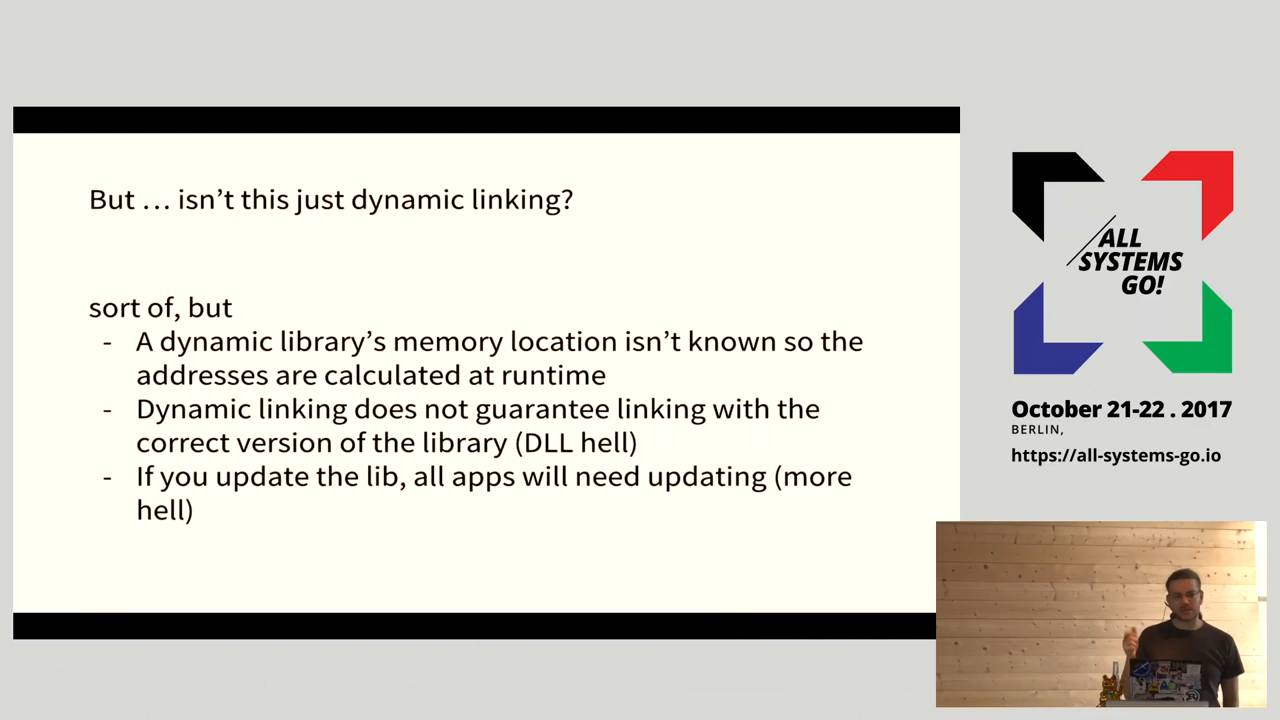 But … isn’t this just dynamic linking?
sort of, but
- A dynamic library’s memory location isn’t known so the
addresses are calculated at runtime
- Dynamic linking does not guarantee linking with the
correct version of the library (DLL hell)
- If you update the lib, all apps will need updating (more
hell)
ALL
SYSTEMS
GO!
October 21-22 . 2017
BERLIN,
https://all-systems-go.io